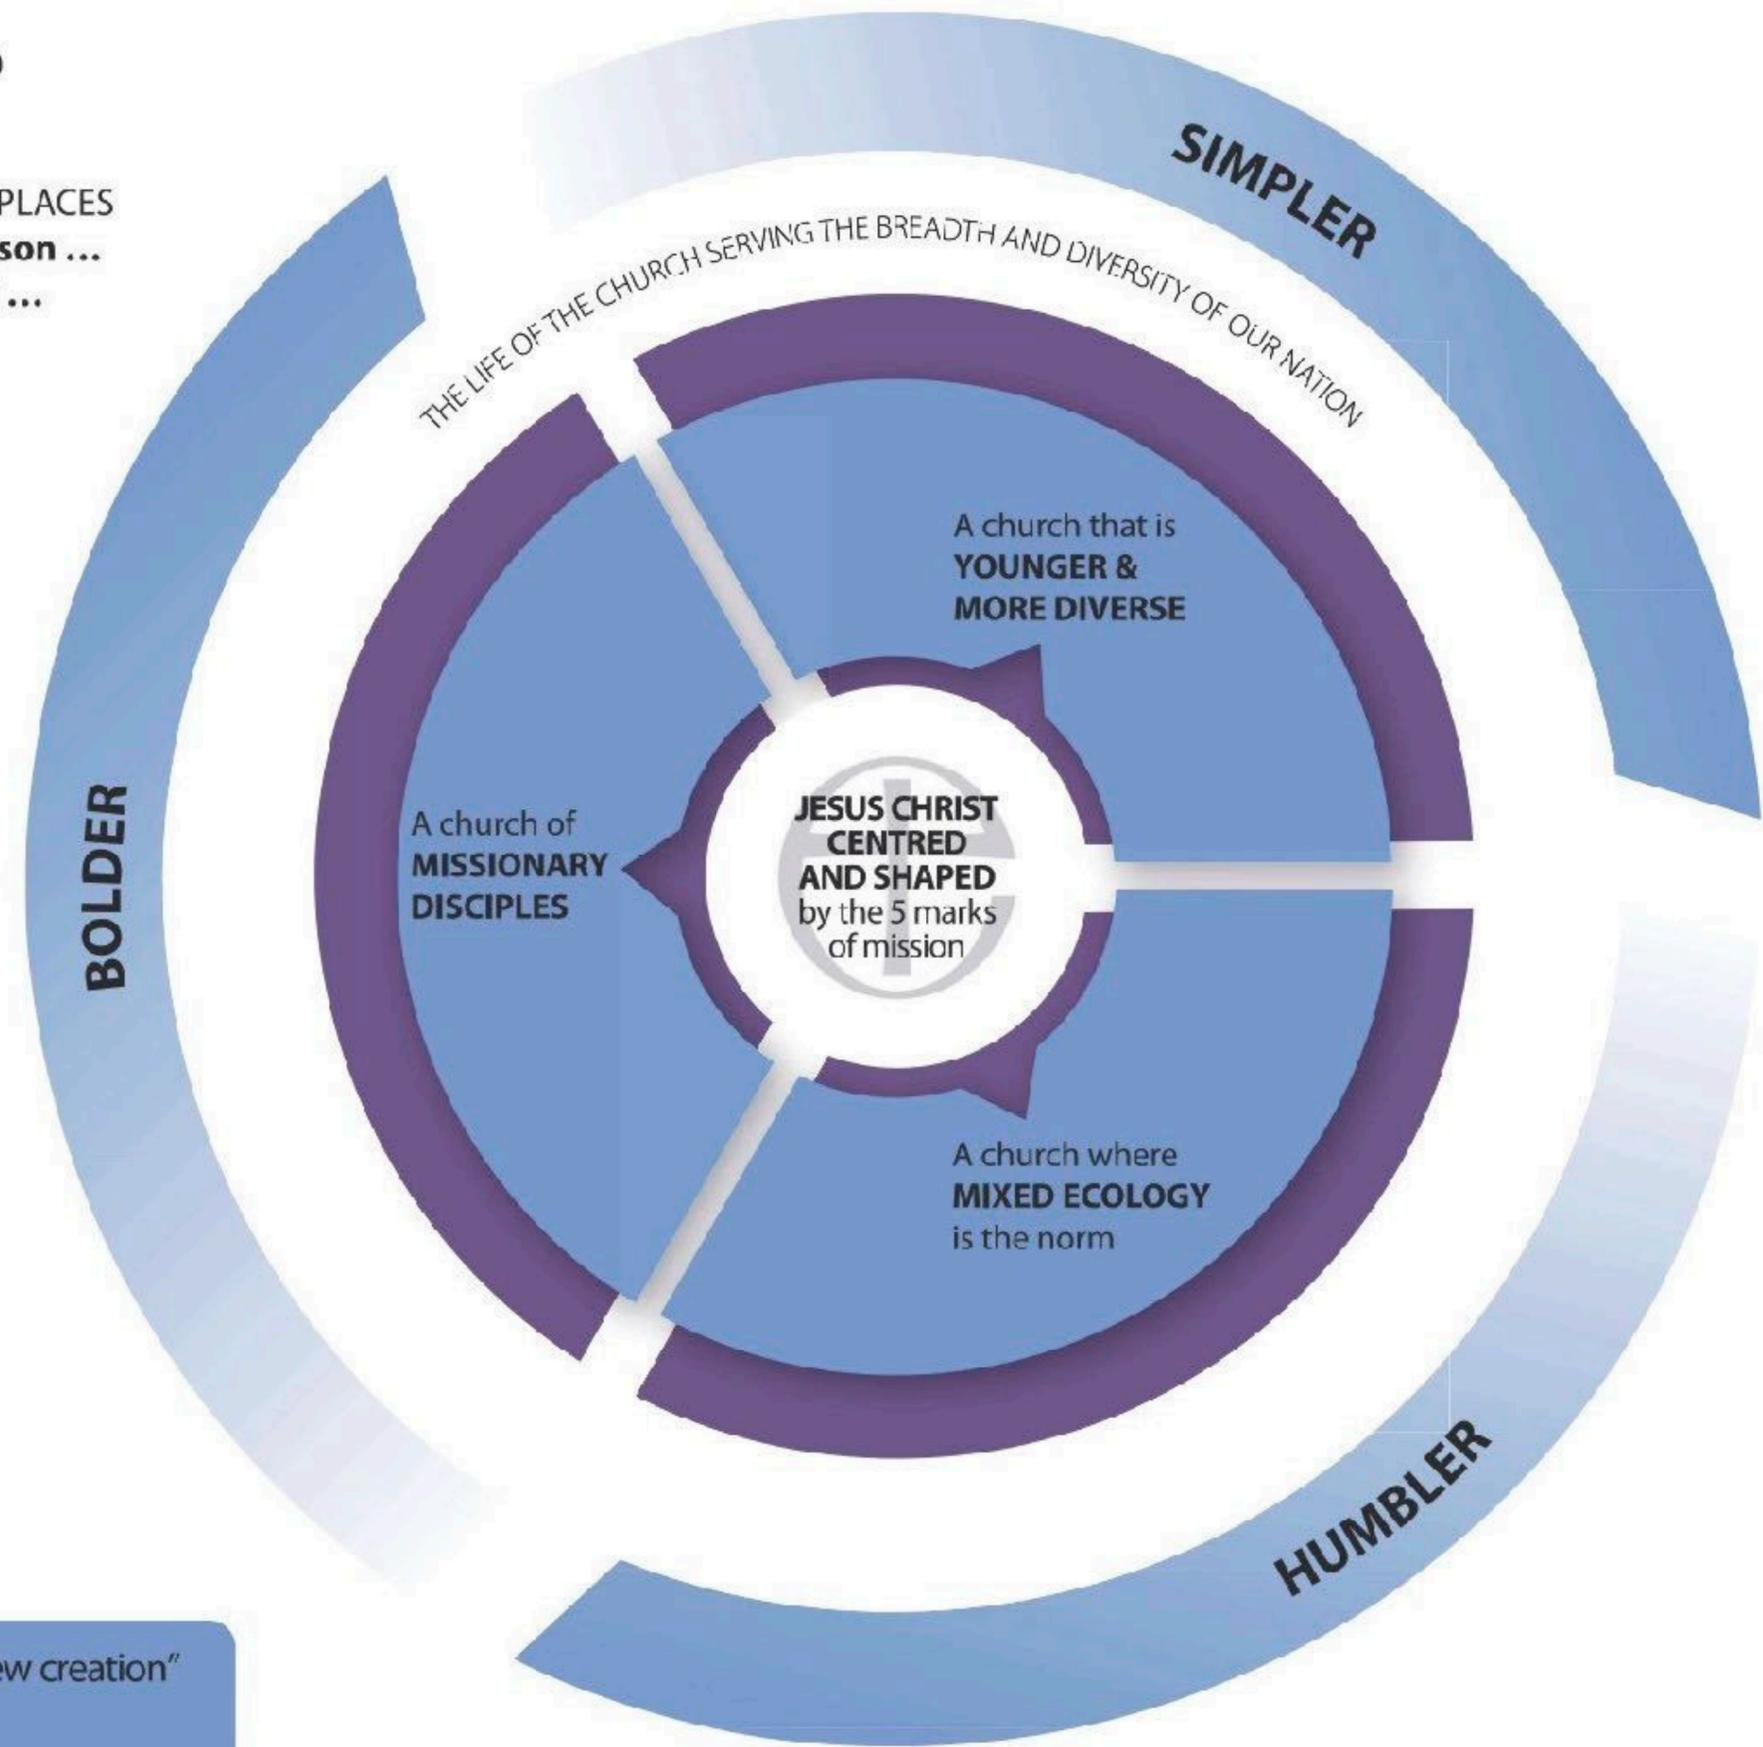 PLACES
son ...
...
SIMPLER
THE LIFE OF THE CHURCH SERVING THE BREADTH AND DIVERSITY OF OUR NATION
A church that is
YOUNGER &
MORE DIVERSE
BOLDER
A church of
MISSIONARY
DISCIPLES
JESUS CHRIST
CENTRED
AND SHAPED
by the 5 marks
of mission
A church where
MIXED ECOLOGY
is the norm
HUMBLER
ew creation”